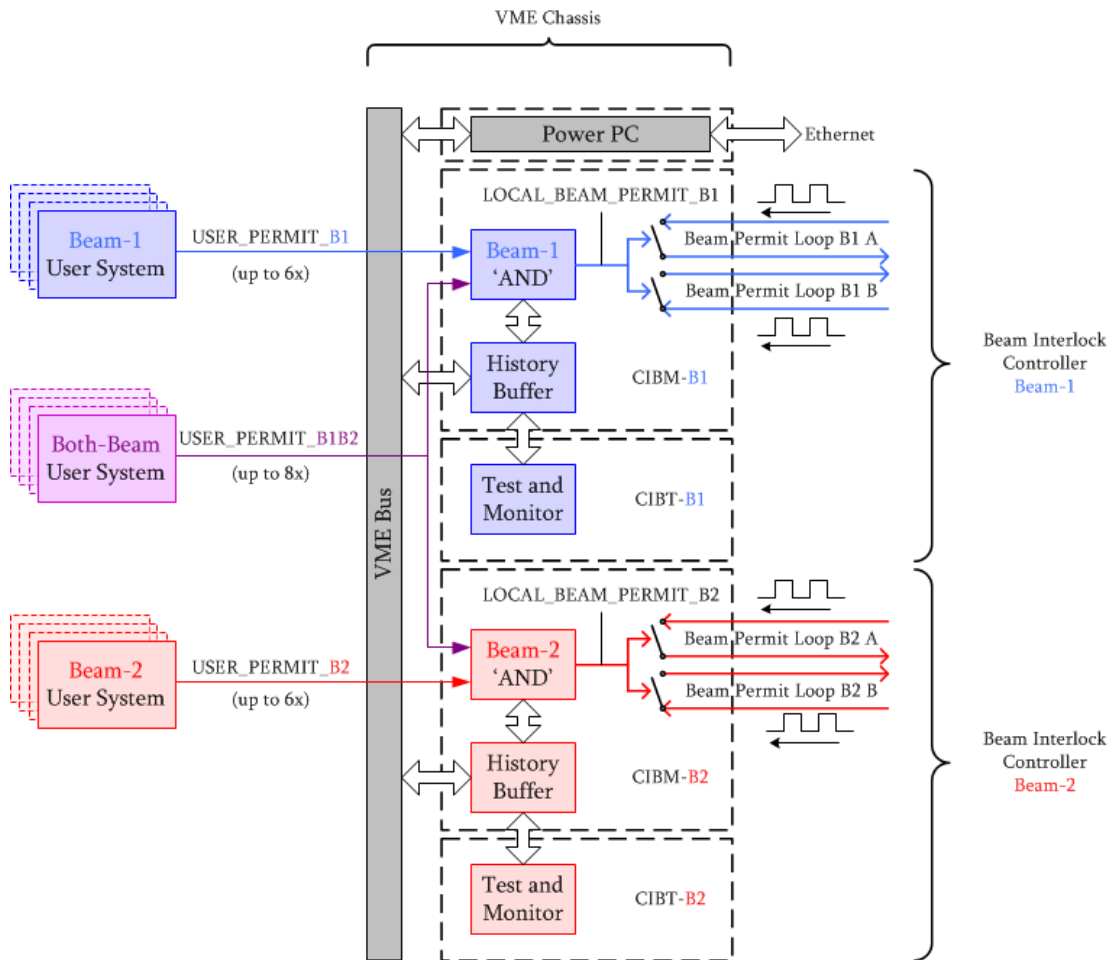 VME Chassis
Power PC
Ethernet
LOCAL_BEAM_PERMIT_B1
Beam-1
User System
USER_PERMIT_B1
(up to 6x)
Beam-1
'AND'
Beam Permit Loop B1 A
Beam Permit Loop B1 B
History
Buffer
CIBM-B1
Beam Interlock
Controller
Beam-1
Both-Beam
User System
USER_PERMIT_B1B2
(up to 8x)
Test and
Monitor
CIBT-B1
VME Bus
LOCAL_BEAM_PERMIT_B2
Beam-2
User System
USER_PERMIT_B2
(up to 6x)
Beam-2
'AND'
Beam Permit Loop B2 A
Beam Permit Loop B2 B
History
Buffer
CIBM-B2
Beam Interlock
Controller
Beam-2
Test and
Monitor
CIBT-B2